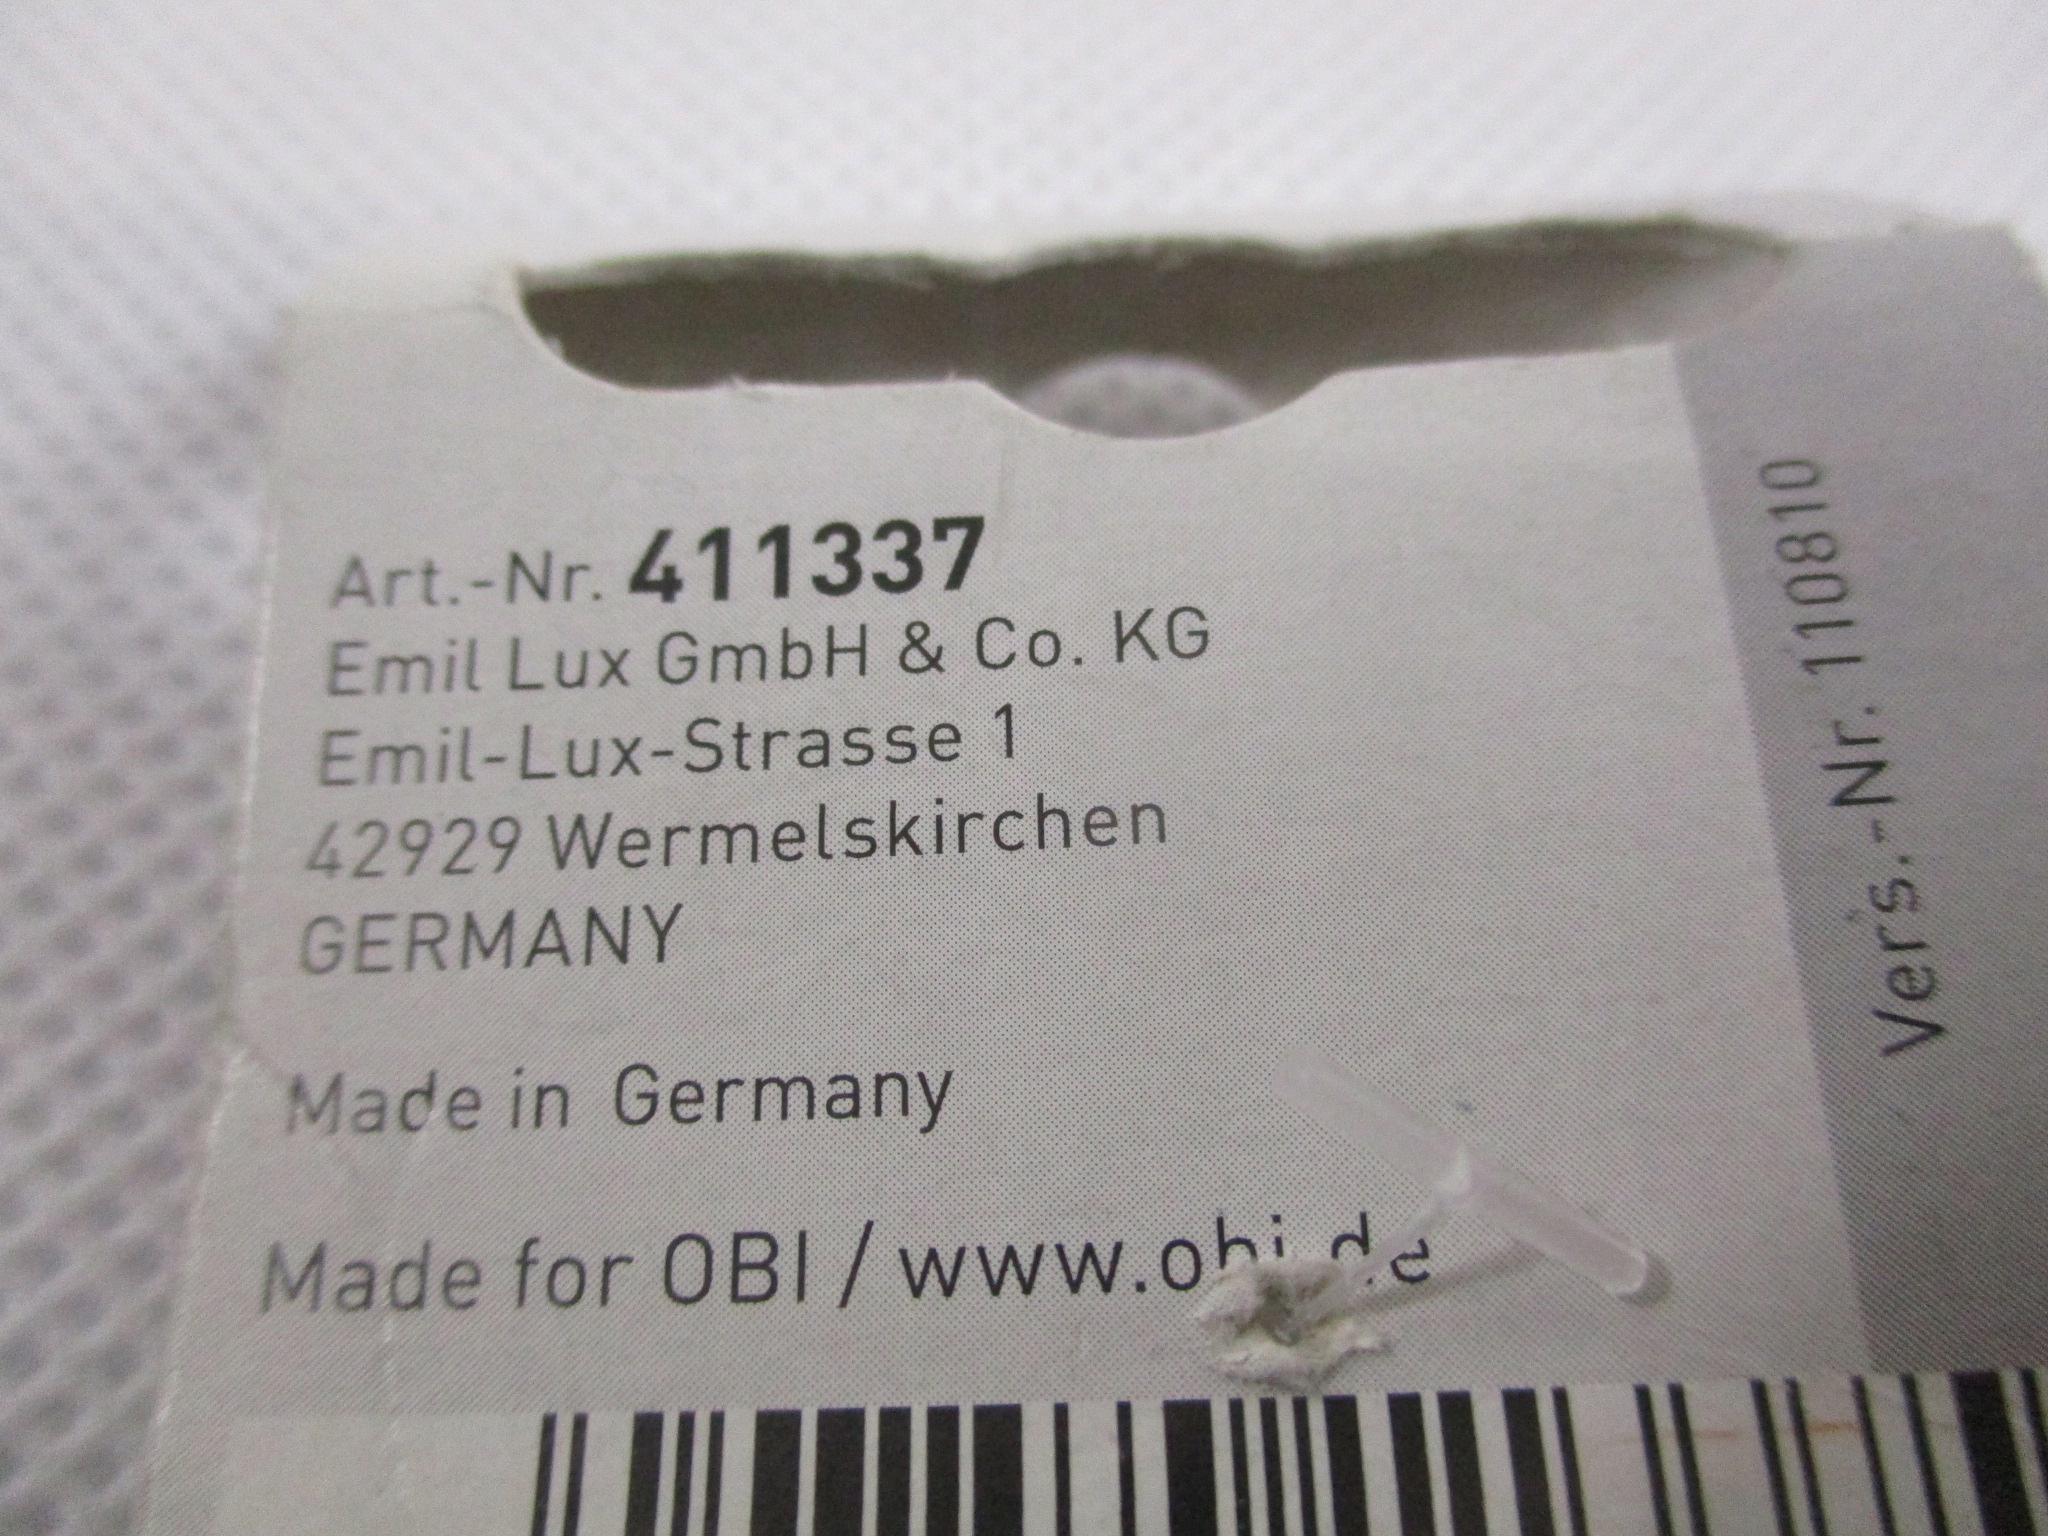 Art.-Nr. 411337
Emil Lux GmbH & Co. KG
Emil-Lux-Strasse 1
42929 Wermelskirchen
GERMANY
Made in Germany
Made for OBI / www.obi.de
Vers.-Nr. 110810